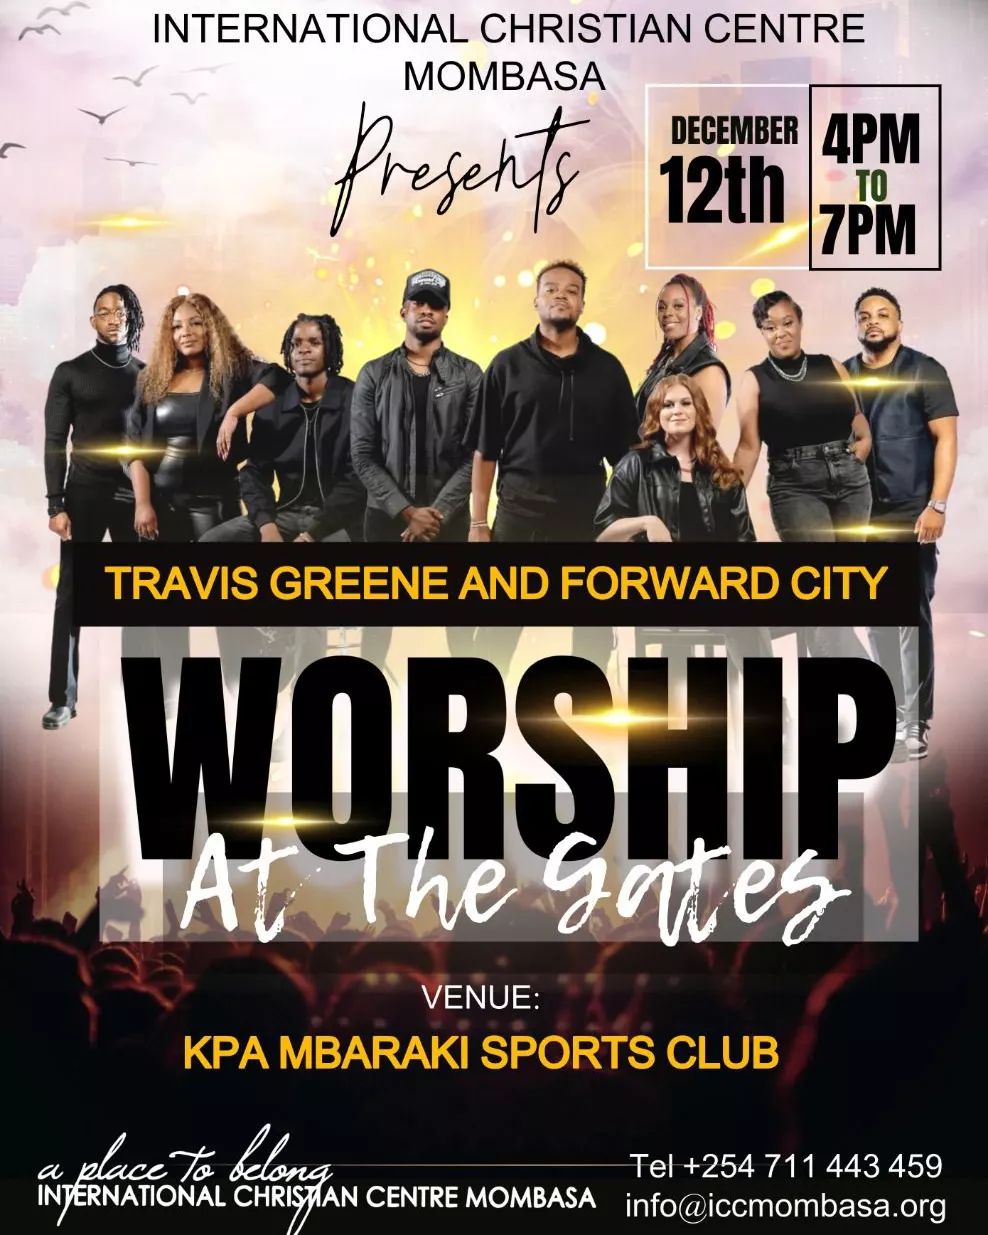 INTERNATIONAL CHRISTIAN CENTRE
MOMBASA
Presents
DECEMBER
12th
4PM
TO
7PM
TRAVIS GREENE AND FORWARD CITY
WORSHIP
At The Gates
VENUE:
KPA MBARAKI SPORTS CLUB
a place to belong
INTERNATIONAL CHRISTIAN CENTRE MOMBASA
Tel +254 711 443 459
info@iccmombasa.org